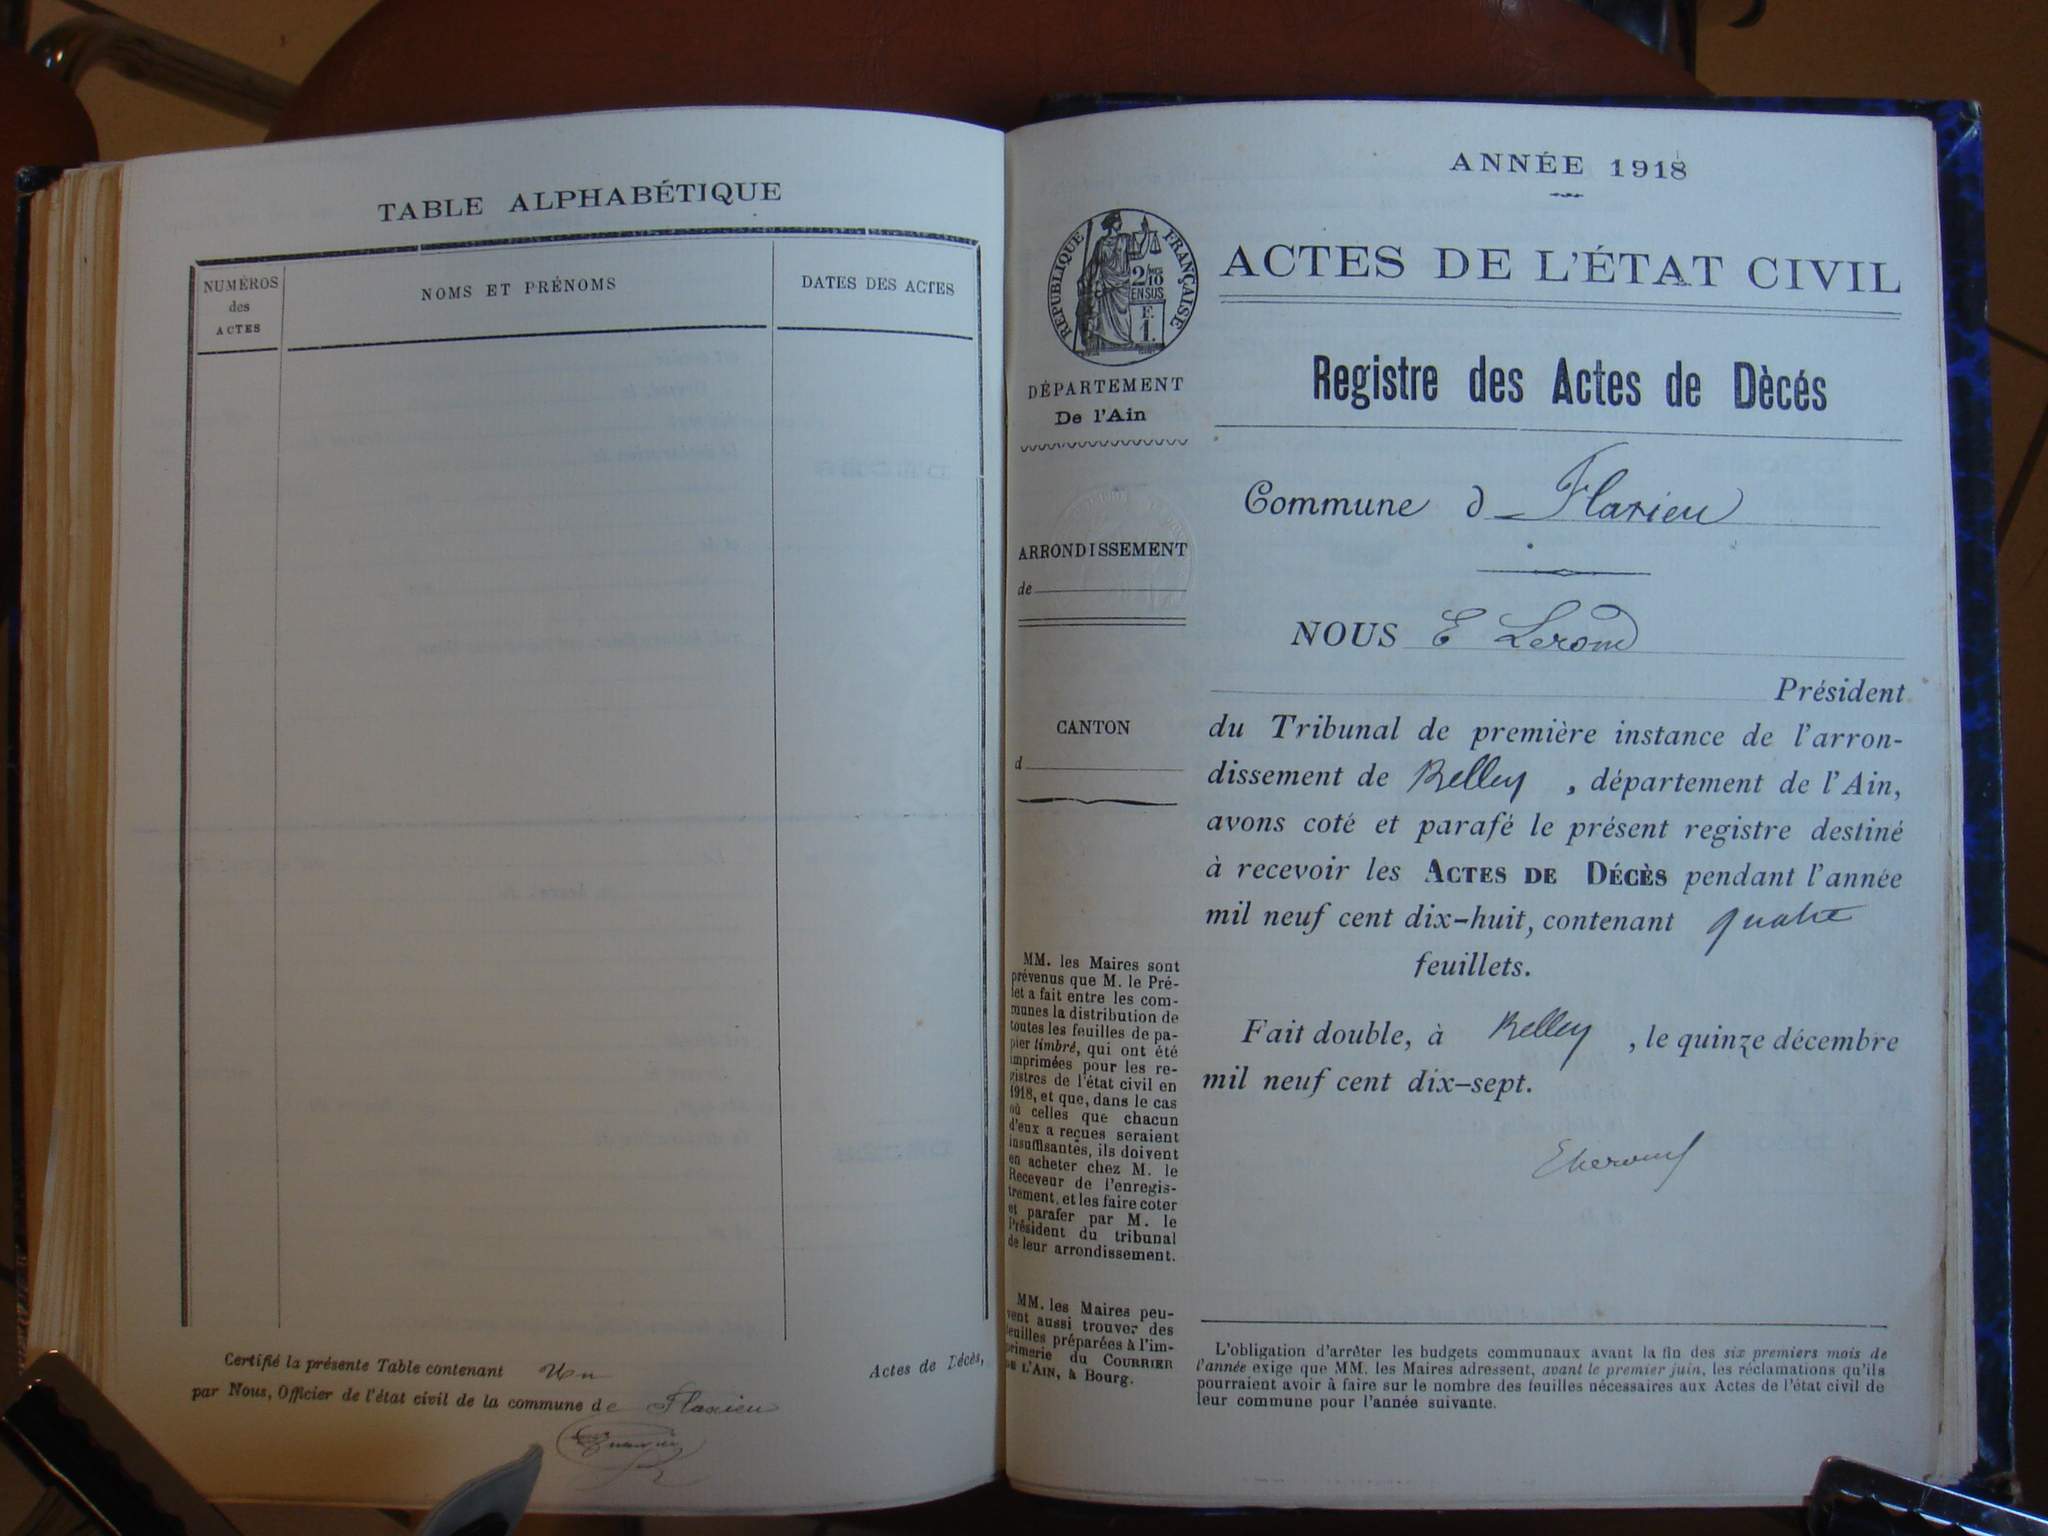 TABLE ALPHABÉTIQUE
NUMÉROS
des
ACTES
NOMS ET PRÉNOMS
DATES DES ACTES
Certifié la présente Table contenant Un Actes de Décès,
par Nous, Officier de l'état civil de la commune de Flaxieu
ANNÉE 1918
RÉPUBLIQUE FRANÇAISE
2/10
EN SUS
F.
1.
ACTES DE L'ÉTAT CIVIL
DÉPARTEMENT
De l'Ain
ARRONDISSEMENT
de
CANTON
d
MM. les Maires sont
prévenus que M. le Pré-
fet a fait entre les com-
munes la distribution de
toutes les feuilles de pa-
pier timbré, qui ont été
imprimées pour les re-
gistres de l'état civil en
1918, et que, dans le cas
où celles que chacun
d'eux a reçues seraient
insuffisantes, ils doivent
en acheter chez M. le
Receveur de l'enregis-
trement, et les faire coter
et parafer par M. le
Président du tribunal
de leur arrondissement.
MM. les Maires peu-
vent aussi trouver des
feuilles préparées à l'im-
primerie du COURRIER
DE L'AIN, à Bourg.
Registre des Actes de Dècés
Commune d Flaxieu
NOUS E Lerond
Président
du Tribunal de première instance de l'arron-
dissement de Belley, département de l'Ain,
avons coté et parafé le présent registre destiné
à recevoir les ACTES DE DÉCÈS pendant l'année
mil neuf cent dix-huit, contenant quatre
feuillets.
Fait double, à Belley, le quinze décembre
mil neuf cent dix-sept.
L'obligation d'arrêter les budgets communaux avant la fin des six premiers mois de
l'année exige que MM. les Maires adressent, avant le premier juin, les réclamations qu'ils
pourraient avoir à faire sur le nombre des feuilles nécessaires aux Actes de l'état civil de
leur commune pour l'année suivante.